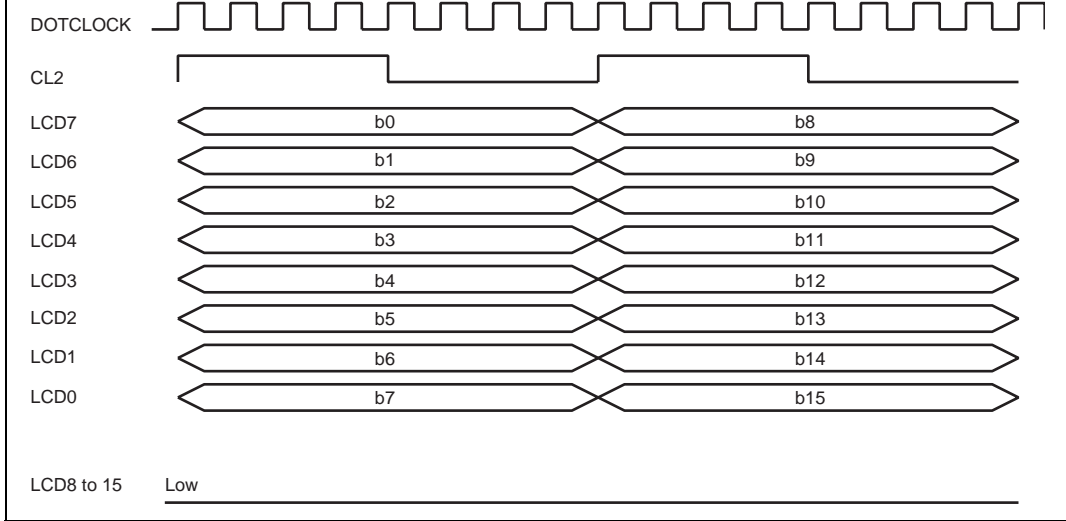 DOTCLOCK
CL2
LCD7 b0 b8
LCD6 b1 b9
LCD5 b2 b10
LCD4 b3 b11
LCD3 b4 b12
LCD2 b5 b13
LCD1 b6 b14
LCD0 b7 b15
LCD8 to 15 Low